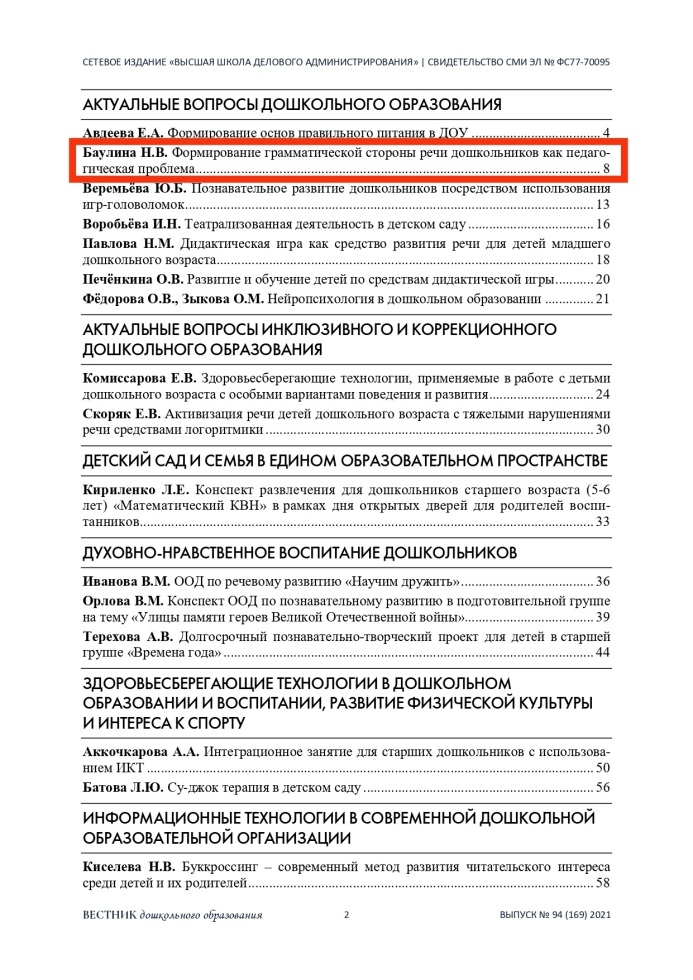 СЕТЕВОЕ ИЗДАНИЕ «ВЫСШАЯ ШКОЛА ДЕЛОВОГО АДМИНИСТРИРОВАНИЯ» | СВИДЕТЕЛЬСТВО СМИ ЭЛ № ФС77-70095
АКТУАЛЬНЫЕ ВОПРОСЫ ДОШКОЛЬНОГО ОБРАЗОВАНИЯ
Авдеева Е.А. Формирование основ правильного питания в ДОУ .................................. 4
Баулина Н.В. Формирование грамматической стороны речи дошкольников как педаго-
гическая проблема.................................................................................................... 8
Веремьёва Ю.Б. Познавательное развитие дошкольников посредством использования
игр-головоломок.................................................................................................... 13
Воробьёва И.Н. Театрализованная деятельность в детском саду .................................. 16
Павлова Н.М. Дидактическая игра как средство развития речи для детей младшего
дошкольного возраста.............................................................................................. 18
Печёнкина О.В. Развитие и обучение детей по средствам дидактической игры........... 20
Фёдорова О.В., Зыкова О.М. Нейропсихология в дошкольном образовании ............ 21
АКТУАЛЬНЫЕ ВОПРОСЫ ИНКЛЮЗИВНОГО И КОРРЕКЦИОННОГО
ДОШКОЛЬНОГО ОБРАЗОВАНИЯ
Комиссарова Е.В. Здоровьесберегающие технологии, применяемые в работе с детьми
дошкольного возраста с особыми вариантами поведения и развития........................... 24
Скоряк Е.В. Активизация речи детей дошкольного возраста с тяжелыми нарушениями
речи средствами логоритмики .................................................................................. 30
ДЕТСКИЙ САД И СЕМЬЯ В ЕДИНОМ ОБРАЗОВАТЕЛЬНОМ ПРОСТРАНСТВЕ
Кириленко Л.Е. Конспект развлечения для дошкольников старшего возраста (5-6
лет) «Математический КВН» в рамках дня открытых дверей для родителей воспи-
танников.................................................................................................... 33
ДУХОВНО-НРАВСТВЕННОЕ ВОСПИТАНИЕ ДОШКОЛЬНИКОВ
Иванова В.М. ООД по речевому развитию «Научим дружить».................................. 36
Орлова В.М. Конспект ООД по познавательному развитию в подготовительной группе
на тему «Улицы памяти героев Великой Отечественной войны»................................. 39
Терехова А.В. Долгосрочный познавательно-творческий проект для детей в старшей
группе «Времена года» .............................................................................................. 44
ЗДОРОВЬЕСБЕРЕГАЮЩИЕ ТЕХНОЛОГИИ В ДОШКОЛЬНОМ
ОБРАЗОВАНИИ И ВОСПИТАНИИ, РАЗВИТИЕ ФИЗИЧЕСКОЙ КУЛЬТУРЫ
И ИНТЕРЕСА К СПОРТУ
Аккочкарова А.А. Интеграционное занятие для старших дошкольников с использова-
нием ИКТ .................................................................................................... 50
Батова Л.Ю. Су-джок терапия в детском саду ........................................................... 56
ИНФОРМАЦИОННЫЕ ТЕХНОЛОГИИ В СОВРЕМЕННОЙ ДОШКОЛЬНОЙ
ОБРАЗОВАТЕЛЬНОЙ ОРГАНИЗАЦИИ
Киселева Н.В. Буккроссинг – современный метод развития читательского интереса
среди детей и их родителей....................................................................................... 58
ВЕСТНИК дошкольного образования 2 ВЫПУСК № 94 (169) 2021